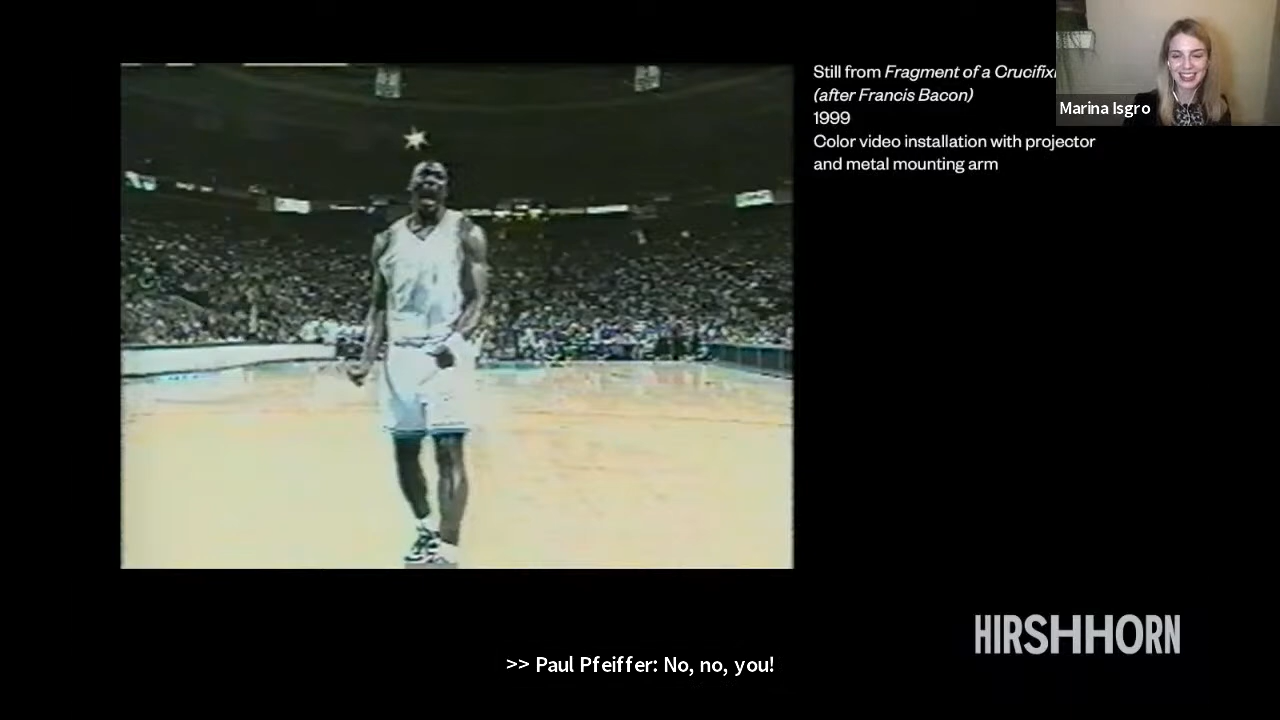 Still from Fragment of a Crucifixi
(after Francis Bacon)
1999
Color video installation with projector
and metal mounting arm
Marina Isgro
HIRSHHORN
>> Paul Pfeiffer: No, no, you!